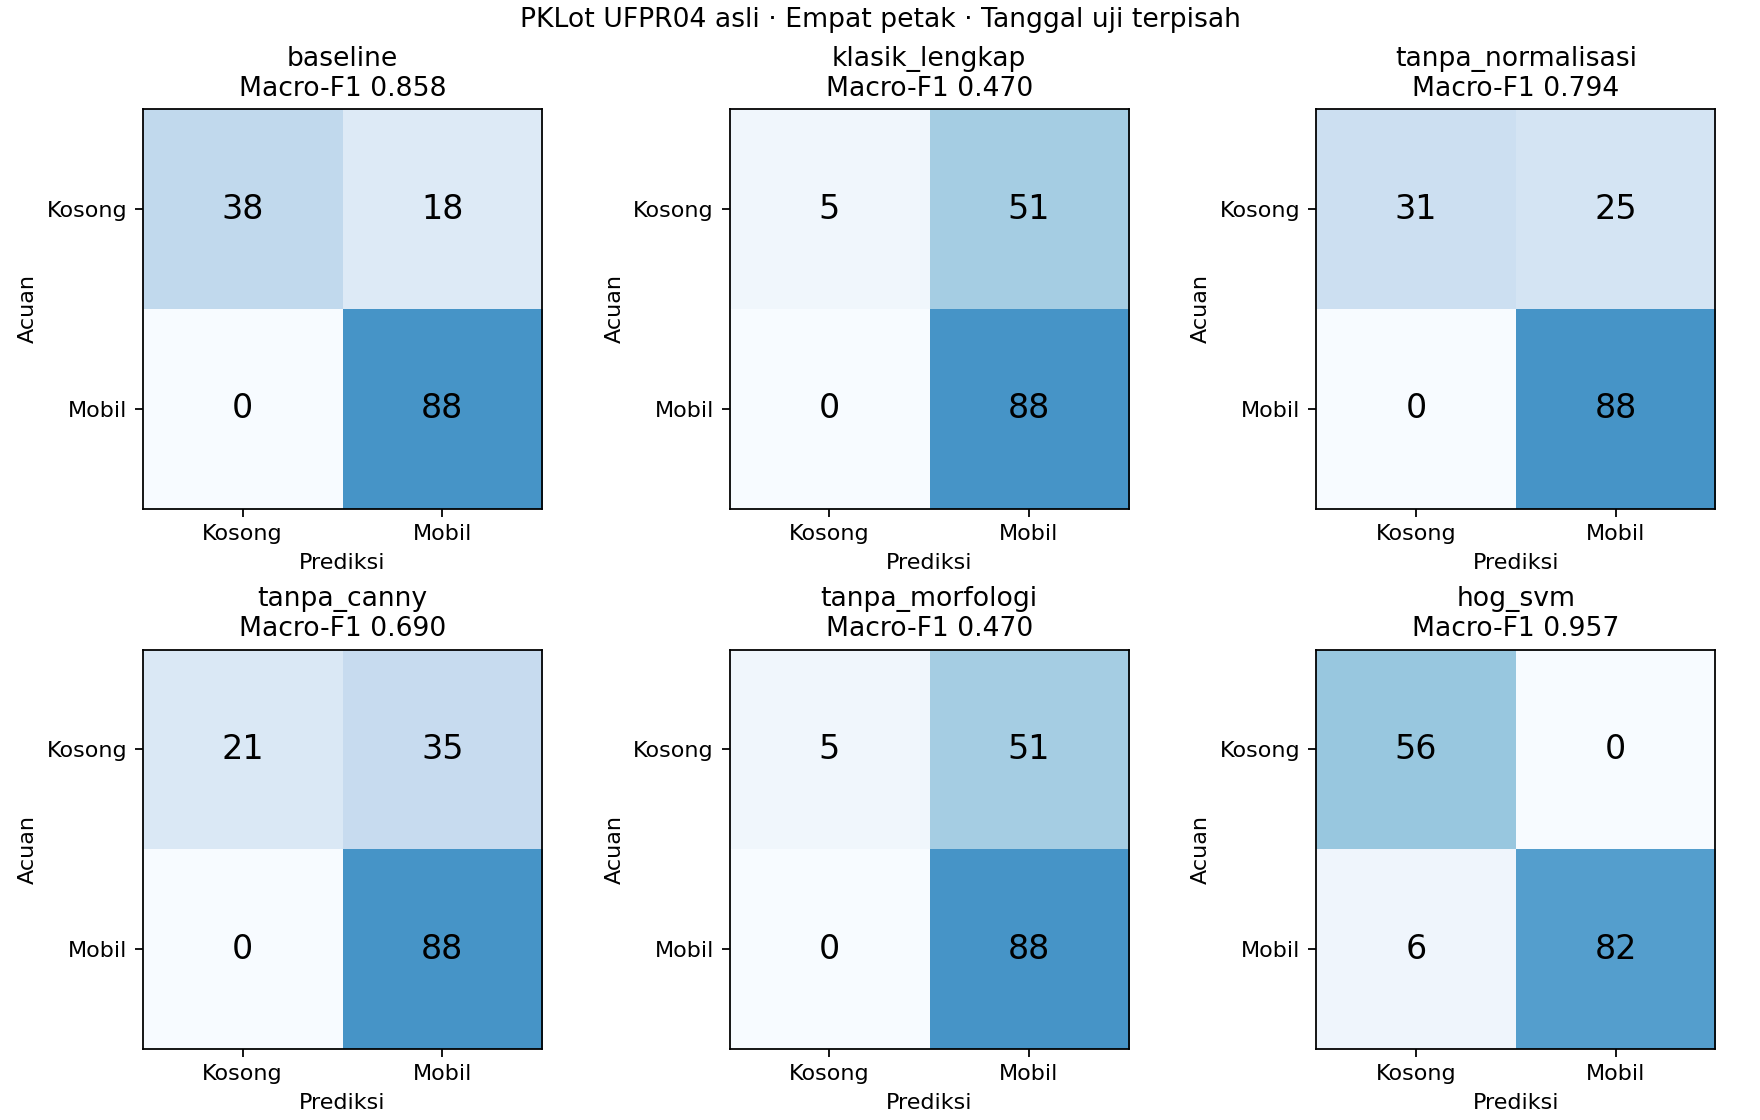 PKLot UFPR04 asli · Empat petak · Tanggal uji terpisah
baseline
Macro-F1 0.858
Kosong
38
18
Mobil
0
88
Acuan
Kosong
Mobil
Prediksi
klasik_lengkap
Macro-F1 0.470
Kosong
5
51
Mobil
0
88
Acuan
Kosong
Mobil
Prediksi
tanpa_normalisasi
Macro-F1 0.794
Kosong
31
25
Mobil
0
88
Acuan
Kosong
Mobil
Prediksi
tanpa_canny
Macro-F1 0.690
Kosong
21
35
Mobil
0
88
Acuan
Kosong
Mobil
Prediksi
tanpa_morfologi
Macro-F1 0.470
Kosong
5
51
Mobil
0
88
Acuan
Kosong
Mobil
Prediksi
hog_svm
Macro-F1 0.957
Kosong
56
0
Mobil
6
82
Acuan
Kosong
Mobil
Prediksi